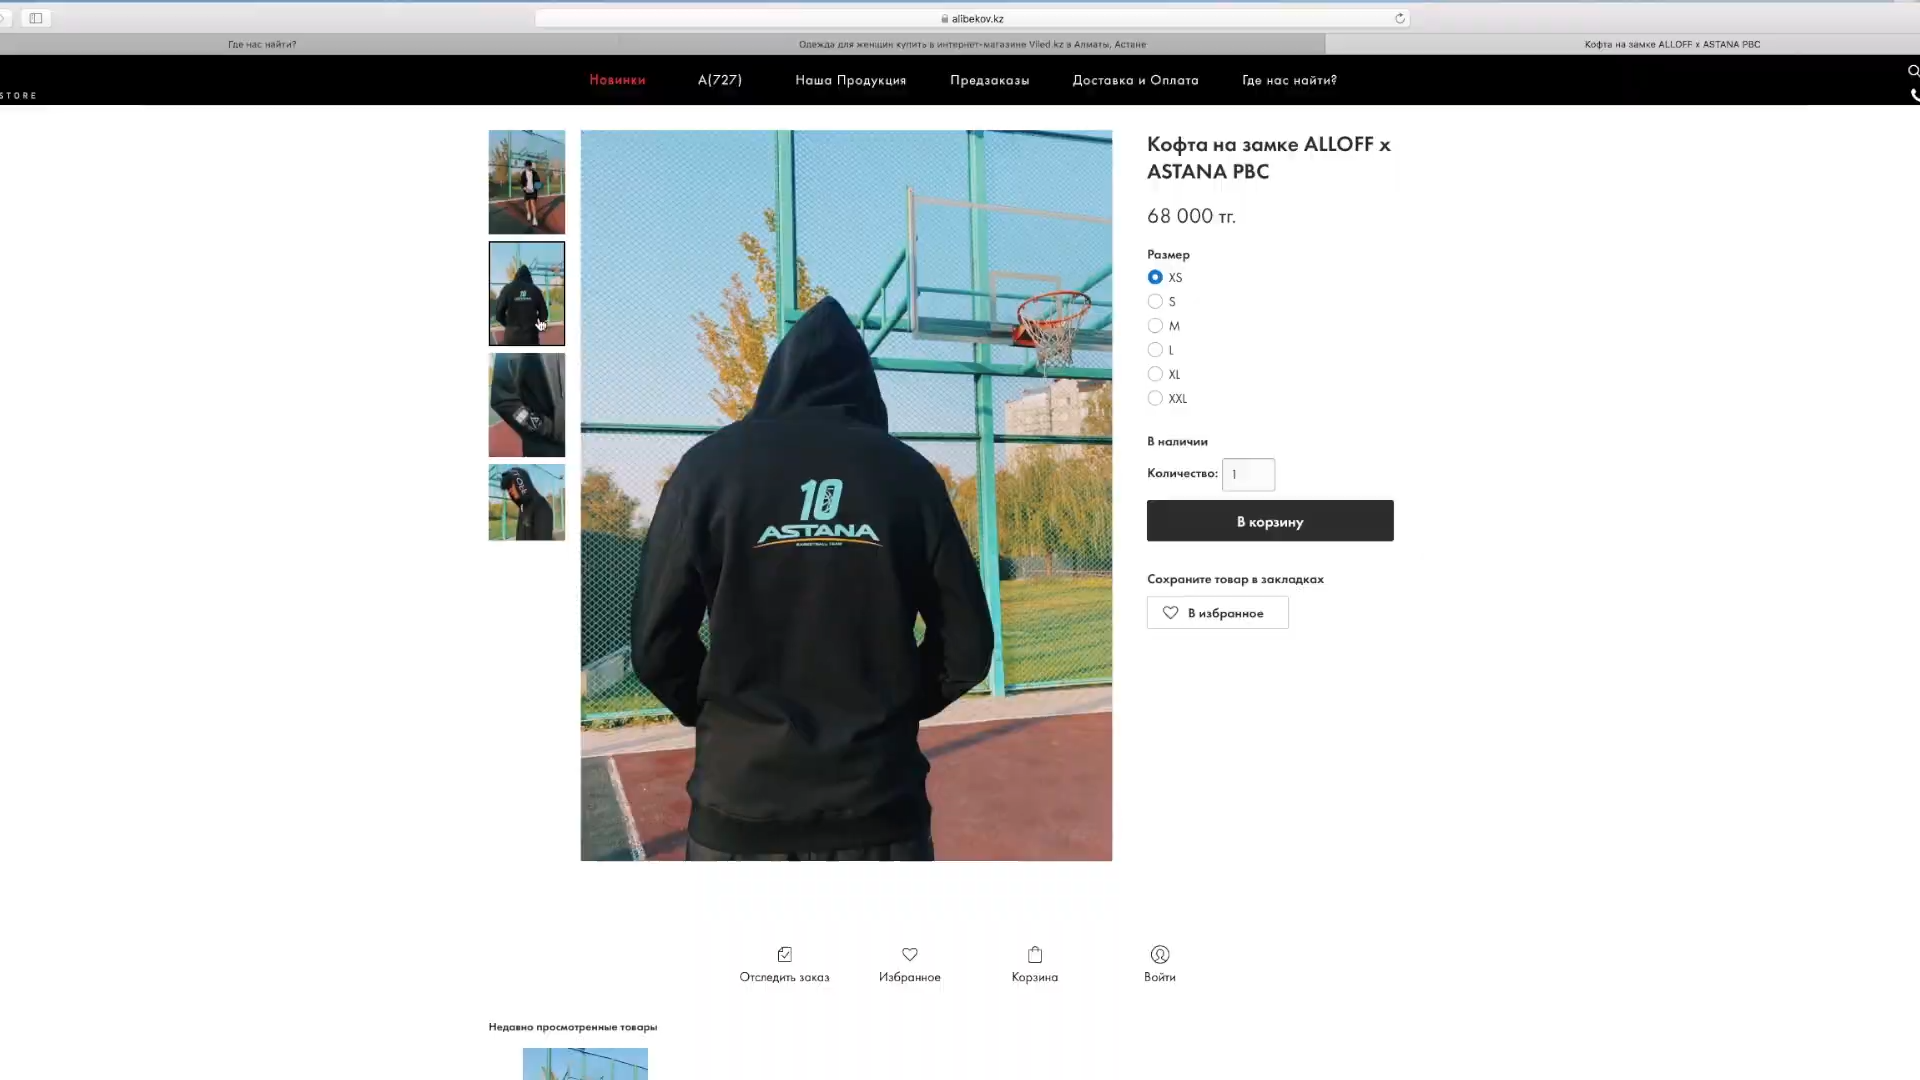 alibekov.kz
Где нас найти?
Одежда для женщин купить в интернет-магазине Viled.kz в Алматы, Астане
Кофта на замке ALLOFF x ASTANA PBC
STORE
Новинки
A(727)
Наша Продукция
Предзаказы
Доставка и Оплата
Где нас найти?
Кофта на замке ALLOFF x
ASTANA PBC
68 000 тг.
Размер
XS
S
M
L
XL
XXL
В наличии
Количество: 1
В корзину
Сохраните товар в закладках
В избранное
10
ASTANA
BASKETBALL TEAM
Отследить заказ
Избранное
Корзина
Войти
Недавно просмотренные товары